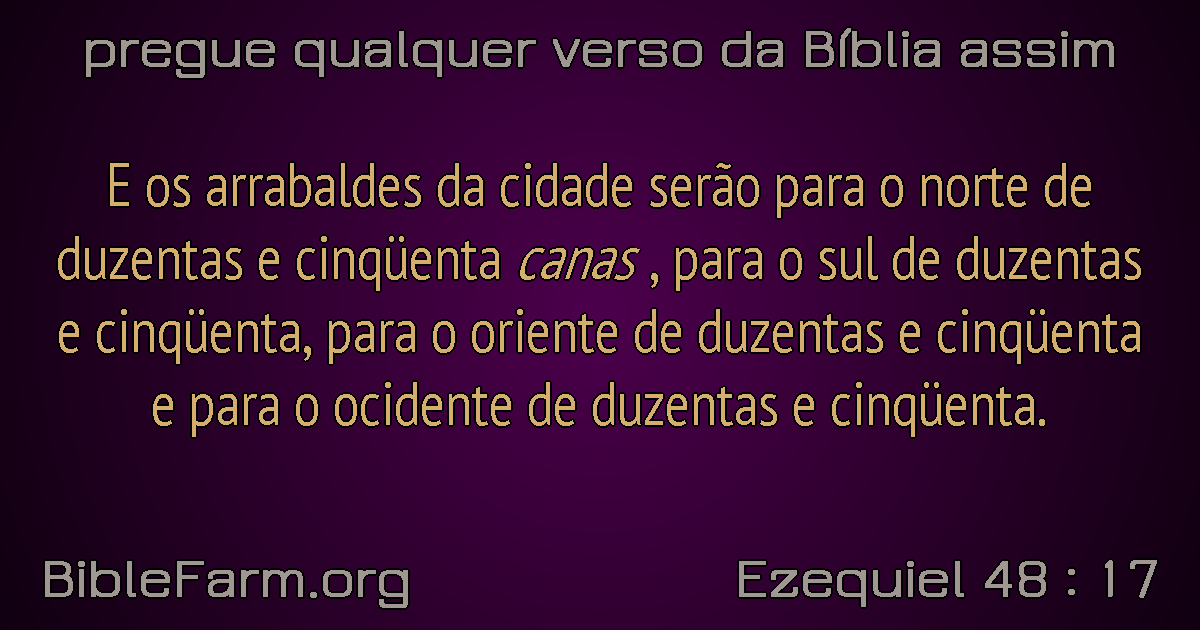 pregue qualquer verso da Bíblia assim
E os arrabaldes da cidade serão para o norte de
duzentas e cinqüenta canas , para o sul de duzentas
e cinqüenta, para o oriente de duzentas e cinqüenta
e para o ocidente de duzentas e cinqüenta.
BibleFarm.org
Ezequiel 48 : 17